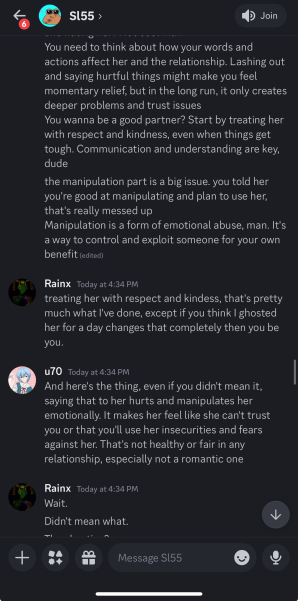 6
Sl55 >
Join
You need to think about how your words and
actions affect her and the relationship. Lashing out
and saying hurtful things might make you feel
momentary relief, but in the long run, it only creates
deeper problems and trust issues
You wanna be a good partner? Start by treating her
with respect and kindness, even when things get
tough. Communication and understanding are key,
dude
the manipulation part is a big issue. you told her
you're good at manipulating and plan to use her,
that's really messed up
Manipulation is a form of emotional abuse, man. It's
a way to control and exploit someone for your own
benefit (edited)
Rainx Today at 4:34 PM
treating her with respect and kindess, that's pretty
much what I've done, except if you think I ghosted
her for a day changes that completely then you be
you.
u70 Today at 4:34 PM
And here's the thing, even if you didn't mean it,
saying that to her hurts and manipulates her
emotionally. It makes her feel like she can't trust
you or that you'll use her insecurities and fears
against her. That's not healthy or fair in any
relationship, especially not a romantic one
Rainx Today at 4:34 PM
Wait.
Didn't mean what.
Message Sl55